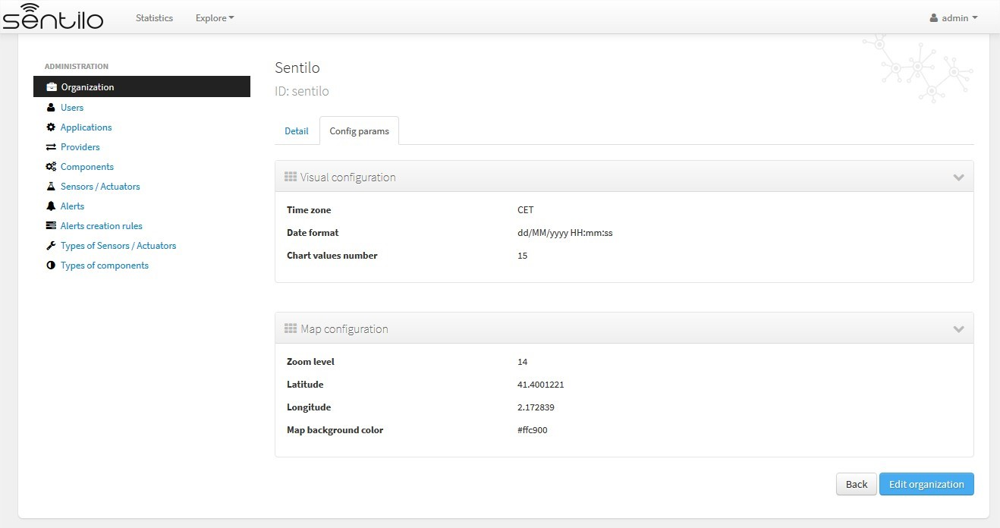 sentilo
Statistics
Explore
admin
ADMINISTRATION
Organization
Users
Applications
Providers
Components
Sensors / Actuators
Alerts
Alerts creation rules
Types of Sensors / Actuators
Types of components
Sentilo
ID: sentilo
Detail
Config params
Visual configuration
Time zone CET
Date format dd/MM/yyyy HH:mm:ss
Chart values number 15
Map configuration
Zoom level 14
Latitude 41.4001221
Longitude 2.172839
Map background color #ffc900
Back
Edit organization